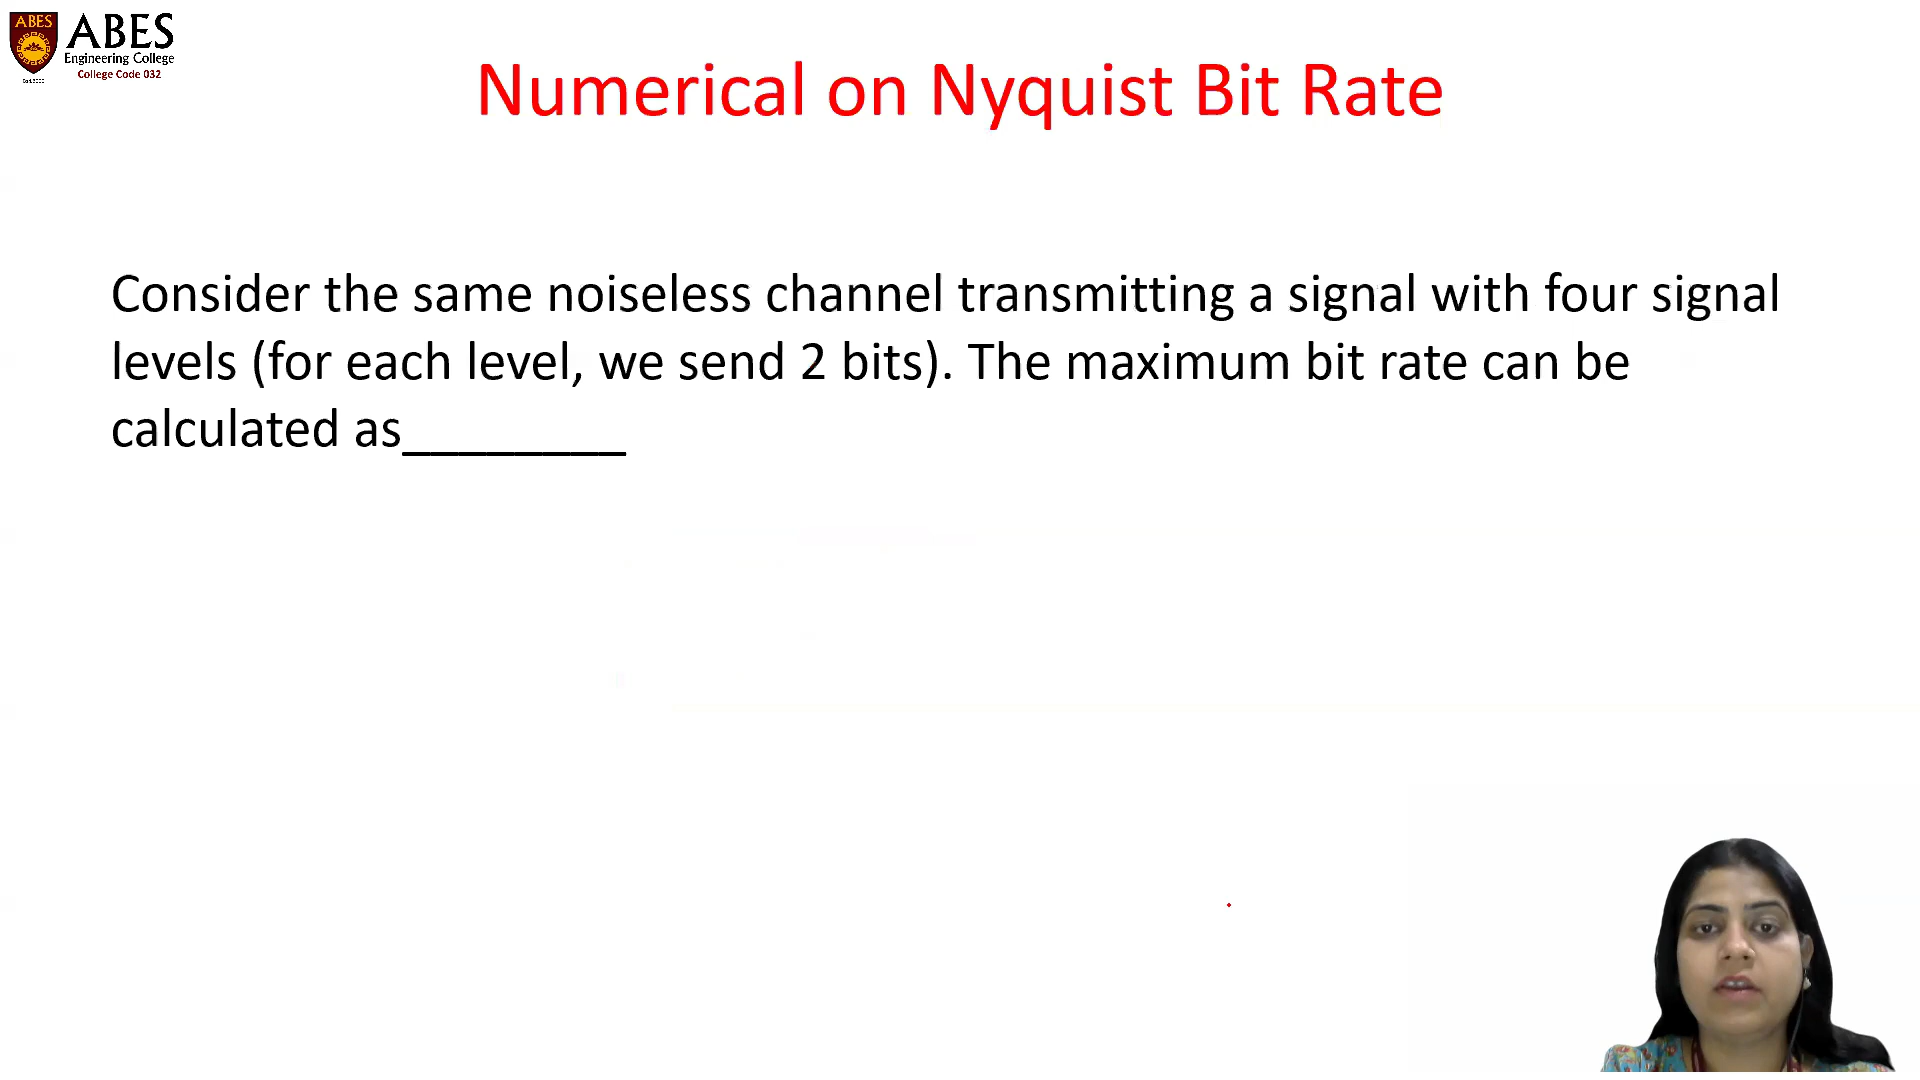 ABES
ABES
Engineering College
College Code 032
Numerical on Nyquist Bit Rate
Consider the same noiseless channel transmitting a signal with four signal
levels (for each level, we send 2 bits). The maximum bit rate can be
calculated as________